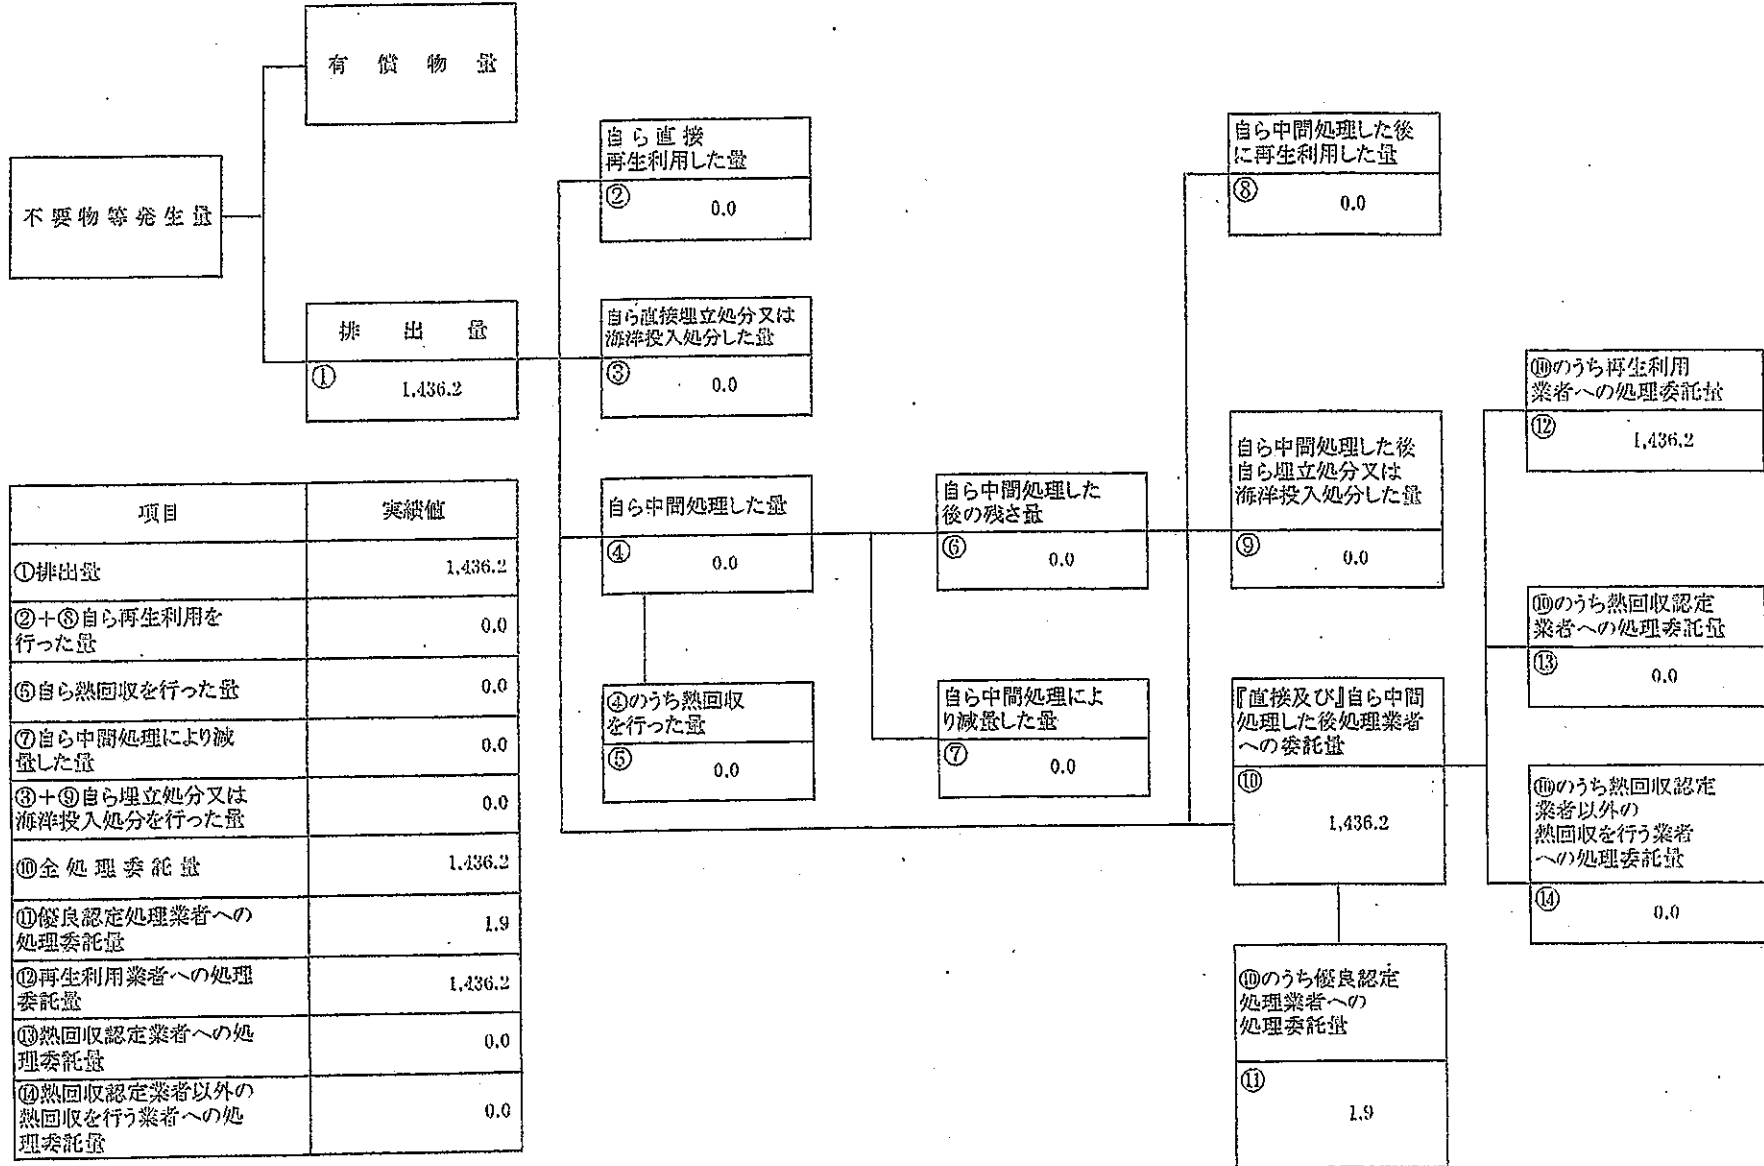 有償物量
不要物等発生量
排出量
①
1,436.2
自ら直接
再生利用した量
②
0.0
自ら直接埋立処分又は
海洋投入処分した量
③
0.0
自ら中間処理した量
④
0.0
④のうち熱回収
を行った量
⑤
0.0
自ら中間処理した
後の残さ量
⑥
0.0
自ら中間処理によ
り減量した量
⑦
0.0
自ら中間処理した後
に再生利用した量
⑧
0.0
自ら中間処理した後
自ら埋立処分又は
海洋投入処分した量
⑨
0.0
『直接及び』自ら中間
処理した後処理業者
への委託量
⑩
1,436.2
⑩のうち優良認定
処理業者への
処理委託量
⑪
1.9
⑩のうち再生利用
業者への処理委託量
⑫
1,436.2
⑩のうち熱回収認定
業者への処理委託量
⑬
0.0
⑩のうち熱回収認定
業者以外の
熱回収を行う業者
への処理委託量
⑭
0.0
項目 実績値
①排出量 1,436.2
②+⑧自ら再生利用を
行った量 0.0
⑤自ら熱回収を行った量 0.0
⑦自ら中間処理により減
量した量 0.0
③+⑨自ら埋立処分又は
海洋投入処分を行った量 0.0
⑩全処理委託量 1,436.2
⑪優良認定処理業者への
処理委託量 1.9
⑫再生利用業者への処理
委託量 1,436.2
⑬熱回収認定業者への処
理委託量 0.0
⑭熱回収認定業者以外の
熱回収を行う業者への処
理委託量 0.0